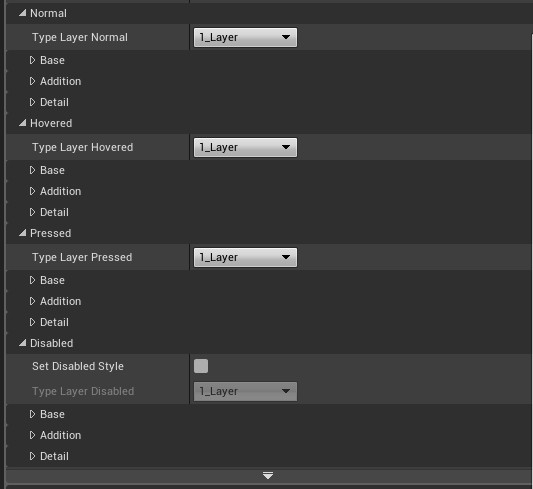 Normal
Type Layer Normal 1_Layer
Base
Addition
Detail
Hovered
Type Layer Hovered 1_Layer
Base
Addition
Detail
Pressed
Type Layer Pressed 1_Layer
Base
Addition
Detail
Disabled
Set Disabled Style
Type Layer Disabled 1_Layer
Base
Addition
Detail